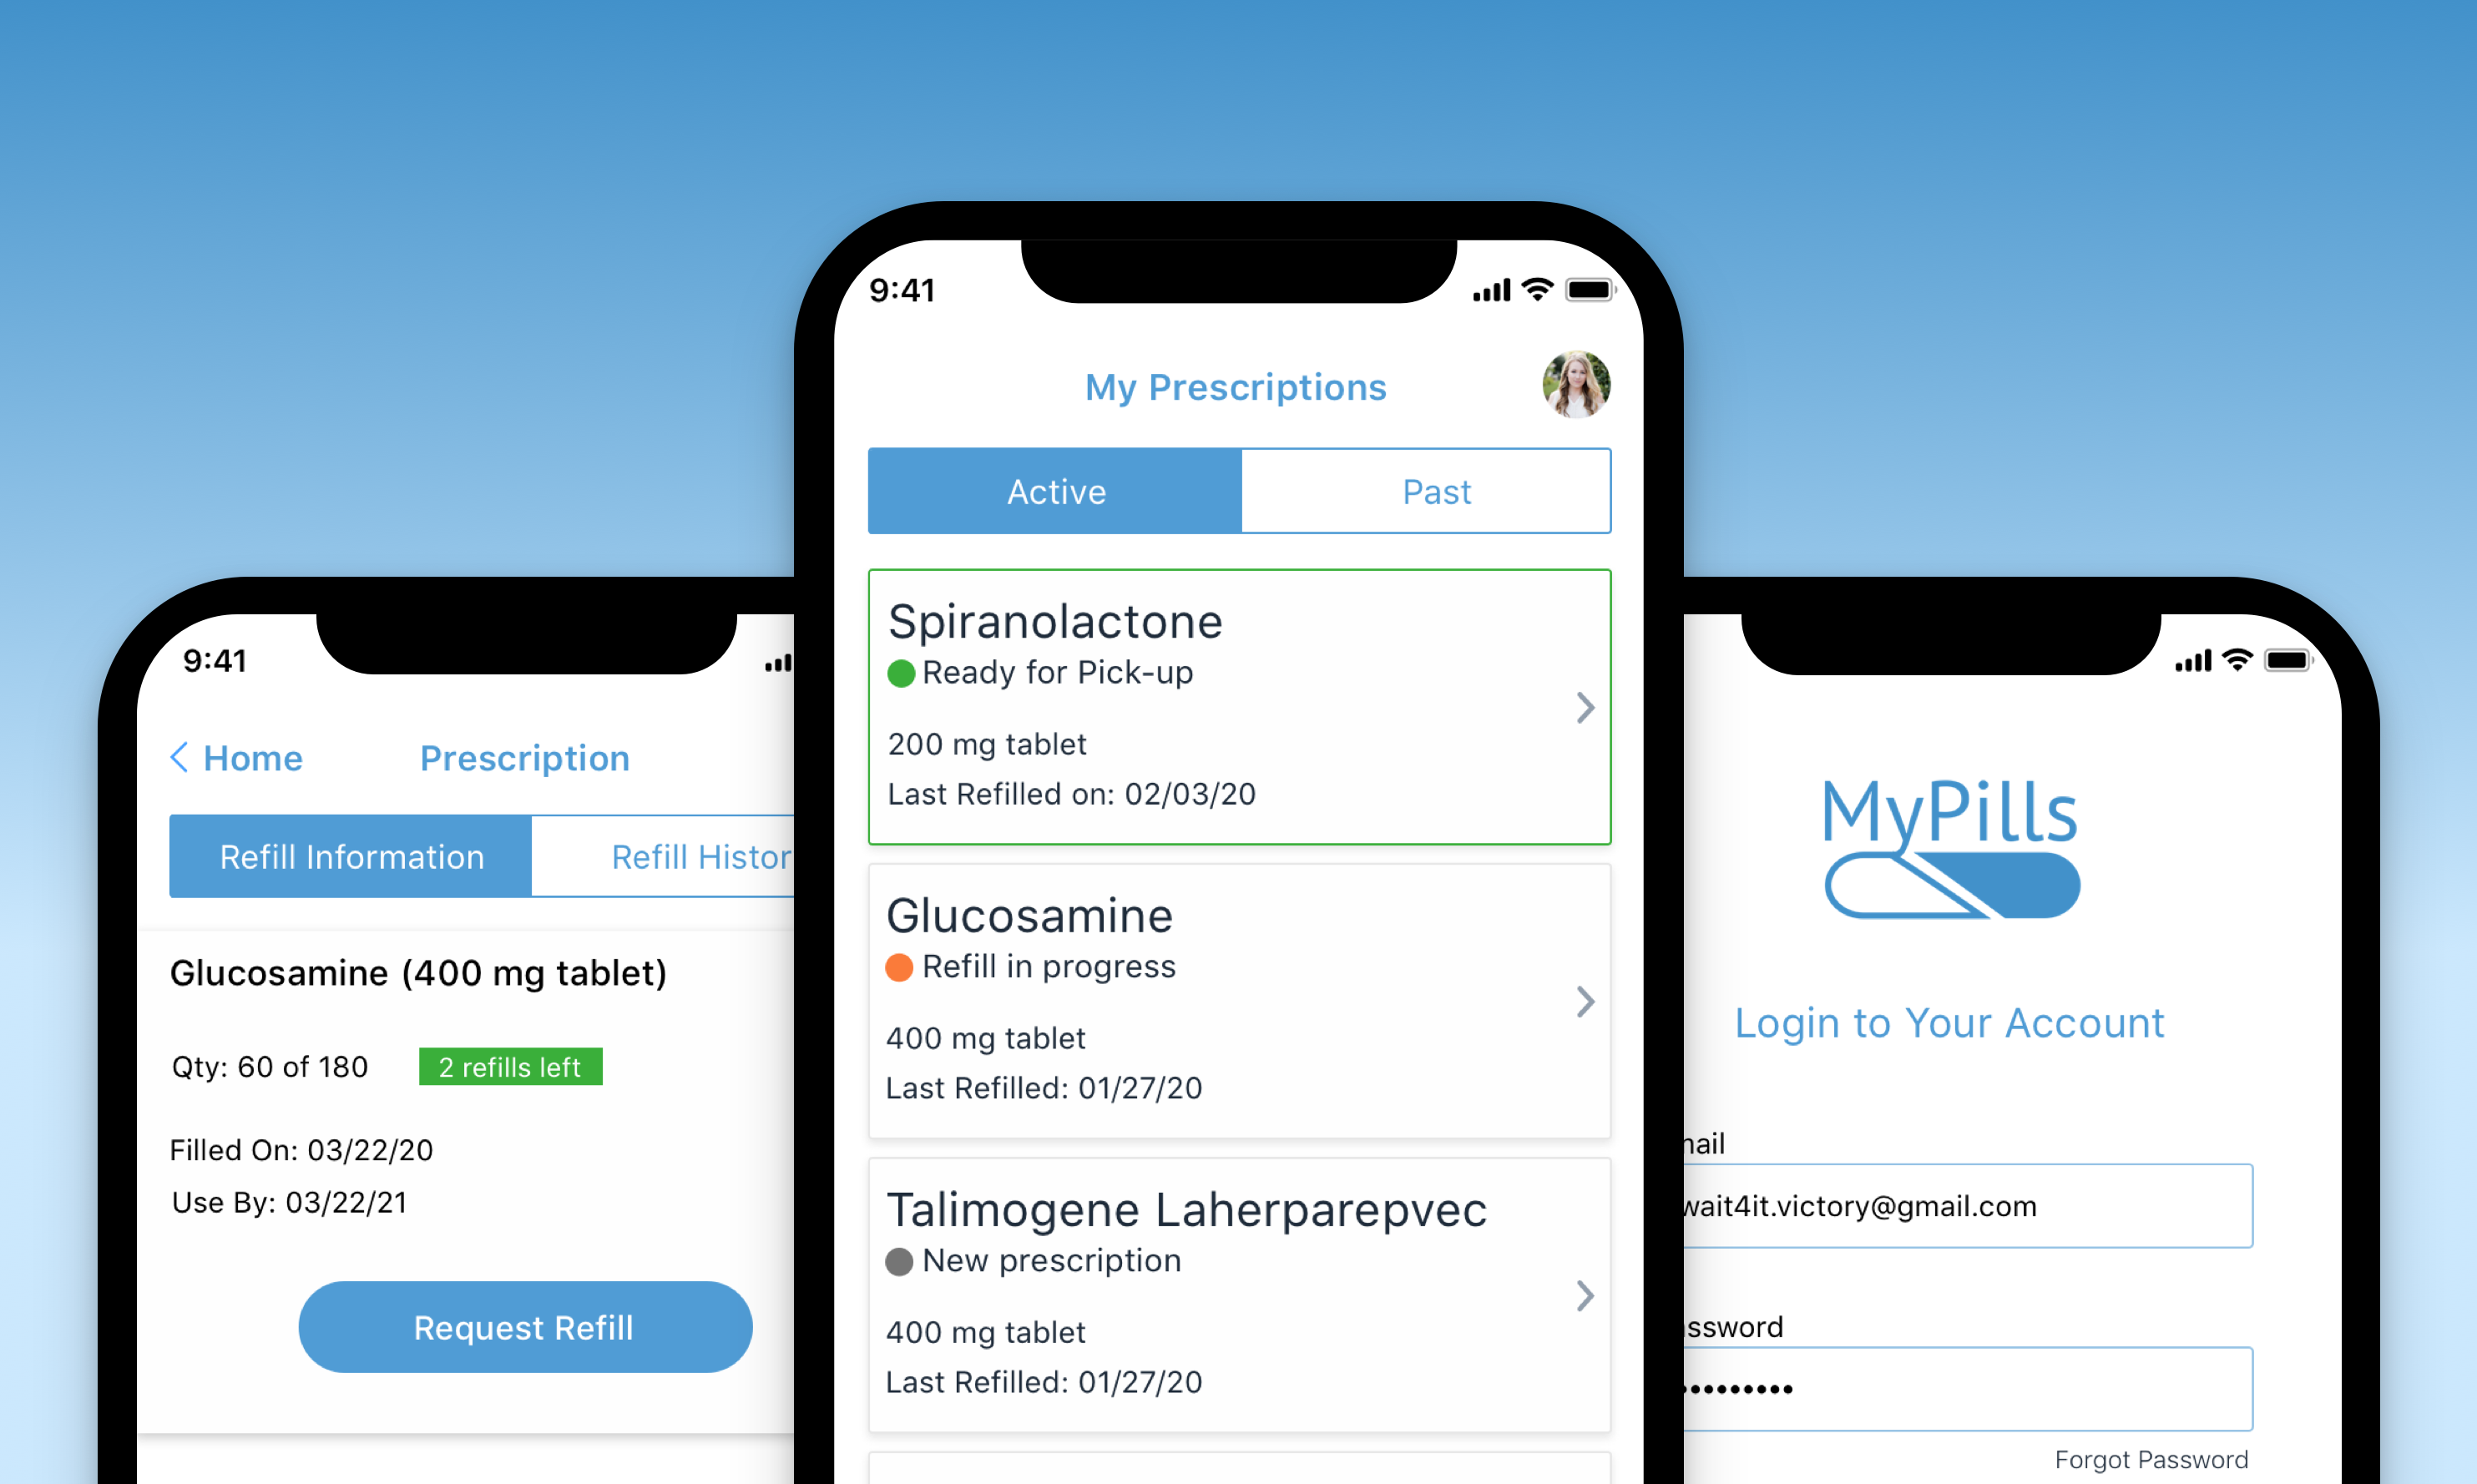 9:41
Home
Prescription
Refill Information
Refill Histor
Glucosamine (400 mg tablet)
Qty: 60 of 180
2 refills left
Filled On: 03/22/20
Use By: 03/22/21
Request Refill
9:41
My Prescriptions
Active
Past
Spiranolactone
Ready for Pick-up
200 mg tablet
Last Refilled on: 02/03/20
Glucosamine
Refill in progress
400 mg tablet
Last Refilled: 01/27/20
Talimogene Laherparepvec
New prescription
400 mg tablet
Last Refilled: 01/27/20
MyPills
Login to Your Account
mail
wait4it.victory@gmail.com
ssword
Forgot Password